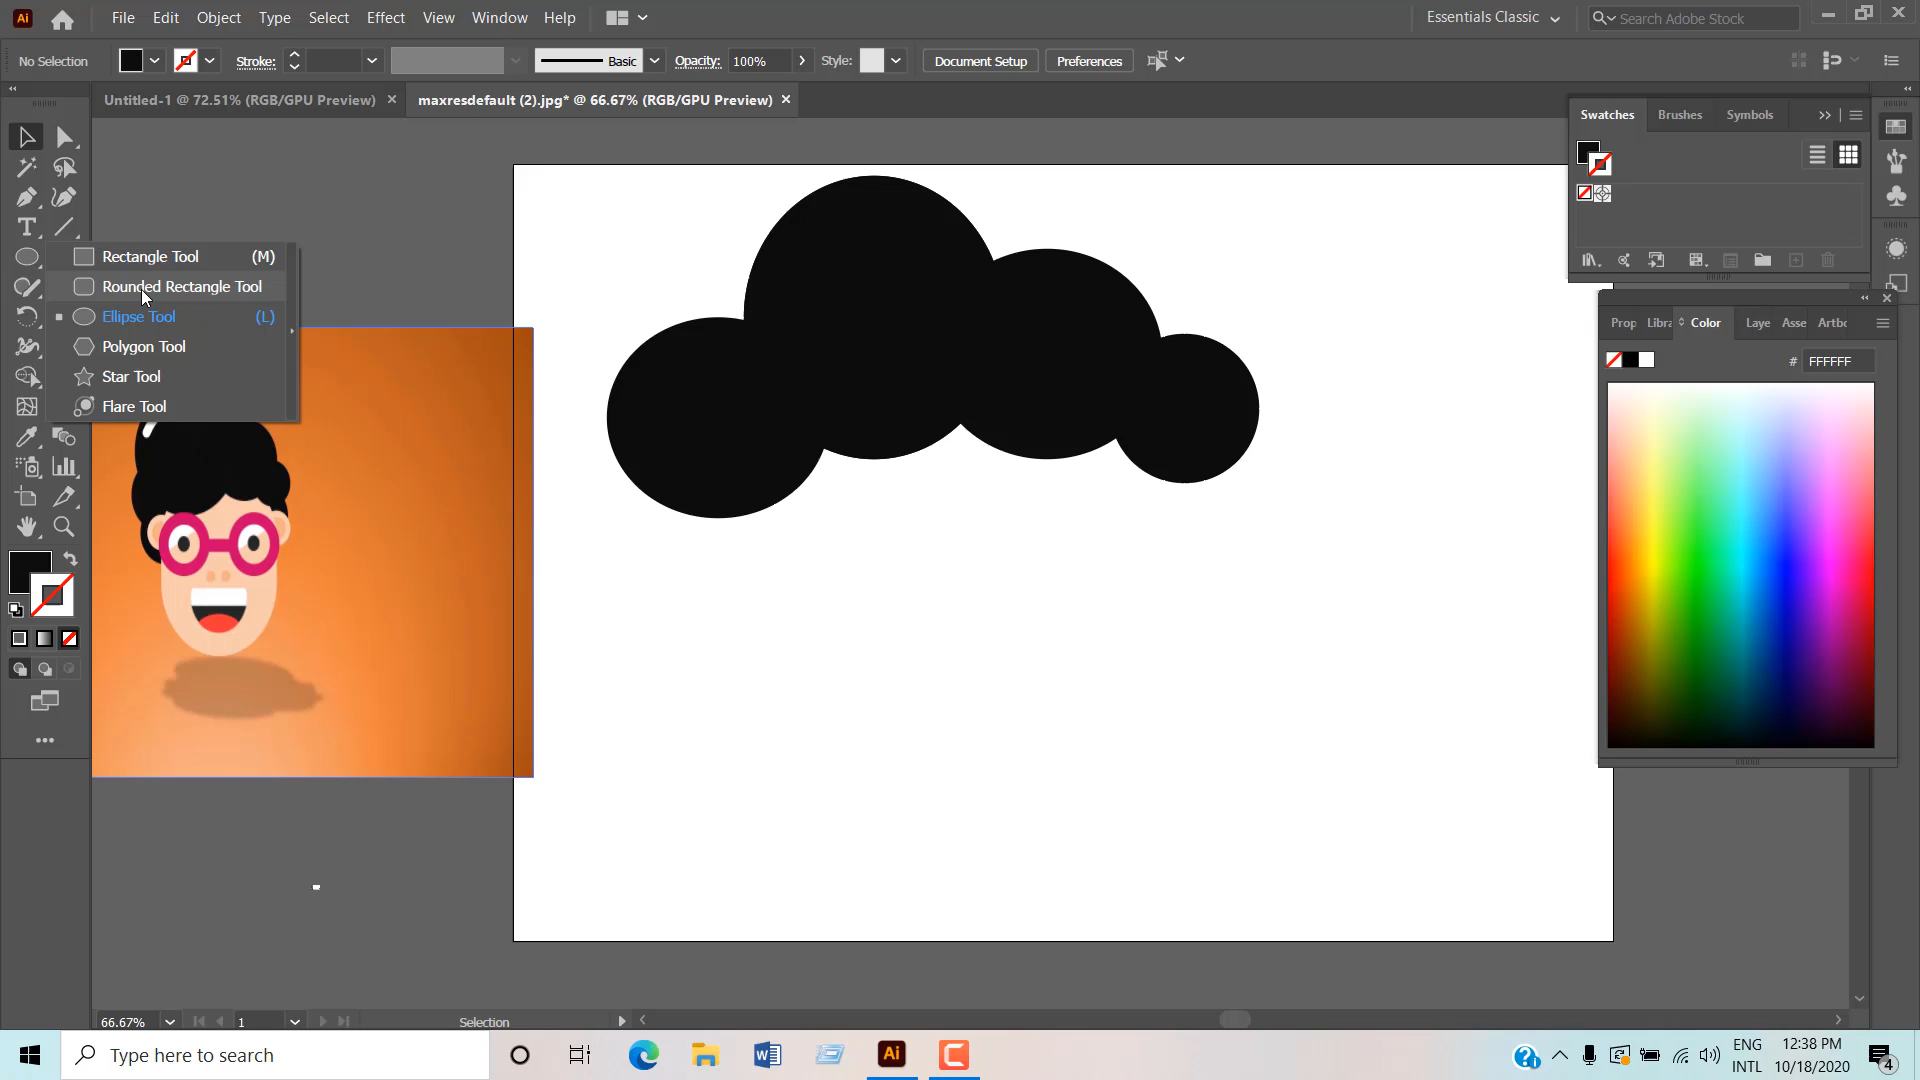 Ai File Edit Object Type Select Effect View Window Help Essentials Classic Search Adobe Stock
No Selection Stroke: Basic Opacity: 100% Style: Document Setup Preferences
Untitled-1 @ 72.51% (RGB/GPU Preview) maxresdefault (2).jpg* @ 66.67% (RGB/GPU Preview)
Swatches Brushes Symbols
Rectangle Tool (M)
Rounded Rectangle Tool
Ellipse Tool (L)
Polygon Tool
Star Tool
Flare Tool
Prop Libra Color Laye Asse Artbo
# FFFFFF
66.67% 1 Selection
Type here to search
Ai
ENG
INTL
12:38 PM
10/18/2020
4